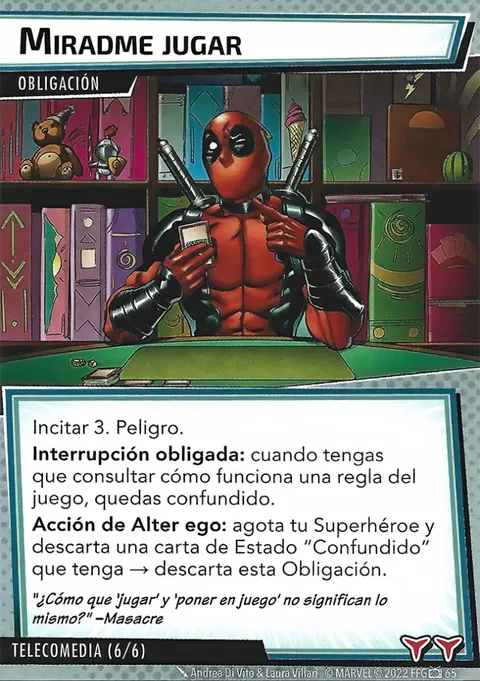 MIRADME JUGAR
OBLIGACIÓN
Incitar 3. Peligro.
Interrupción obligada: cuando tengas
que consultar cómo funciona una regla del
juego, quedas confundido.
Acción de Alter ego: agota tu Superhéroe y
descarta una carta de Estado "Confundido"
que tenga → descarta esta Obligación.
"¿Cómo que 'jugar' y 'poner en juego' no significan lo
mismo?" –Masacre
TELECOMEDIA (6/6)
Andrea Di Vito & Laura Villari. © MARVEL © 2022 FFG 65